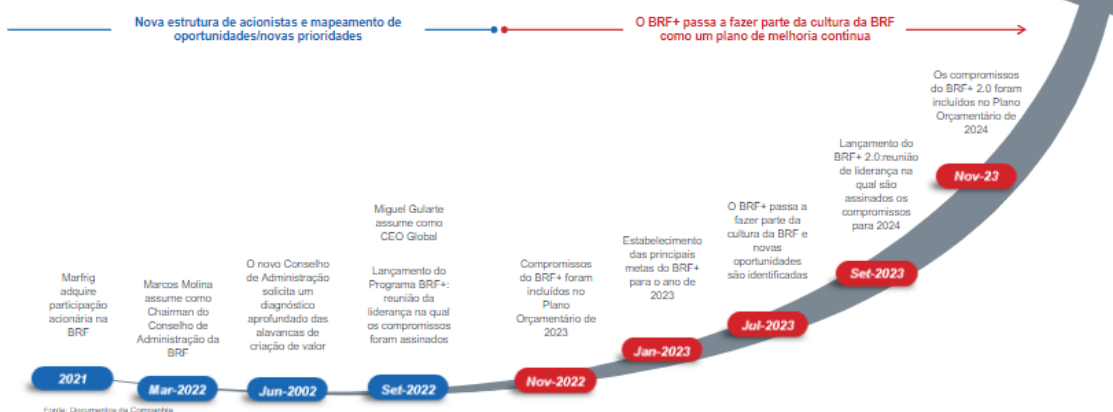 Nova estrutura de acionistas e mapeamento de
oportunidades/novas prioridades
O BRF+ passa a fazer parte da cultura da BRF
como um plano de melhoria contínua
Marfrig
adquire
participação
acionária na
BRF
2021
Marcos Molina
assume como
Chairman do
Conselho de
Administração da
BRF
Mar-2022
O novo Conselho
de Administração
solicita um
diagnóstico
aprofundado das
alavancas de
criação de valor
Jun-2002
Miguel Gularte
assume como
CEO Global
Lançamento do
Programa BRF+:
reunião da
liderança na qual
os compromissos
foram assinados
Set-2022
Compromissos
do BRF+ foram
incluídos no
Plano
Orçamentário de
2023
Nov-2022
Estabelecimento
das principais
metas do BRF+
para o ano de
2023
Jan-2023
O BRF+ passa a
fazer parte da
cultura da BRF e
novas
oportunidades
são identificadas
Jul-2023
Lançamento do
BRF+ 2.0:reunião
de liderança na
qual são
assinados os
compromissos
para 2024
Set-2023
Os compromissos
do BRF+ 2.0 foram
incluídos no Plano
Orçamentário de
2024
Nov-23
Fonte: Documentos da Companhia